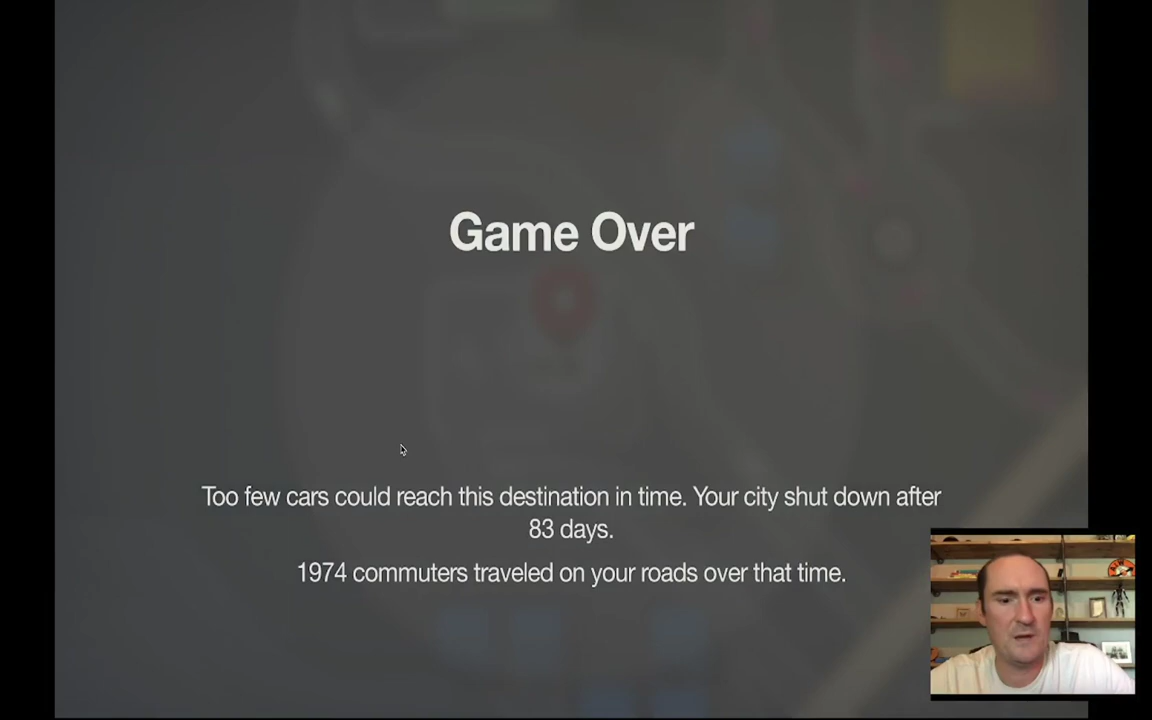 Game Over
Too few cars could reach this destination in time. Your city shut down after
83 days.
1974 commuters traveled on your roads over that time.